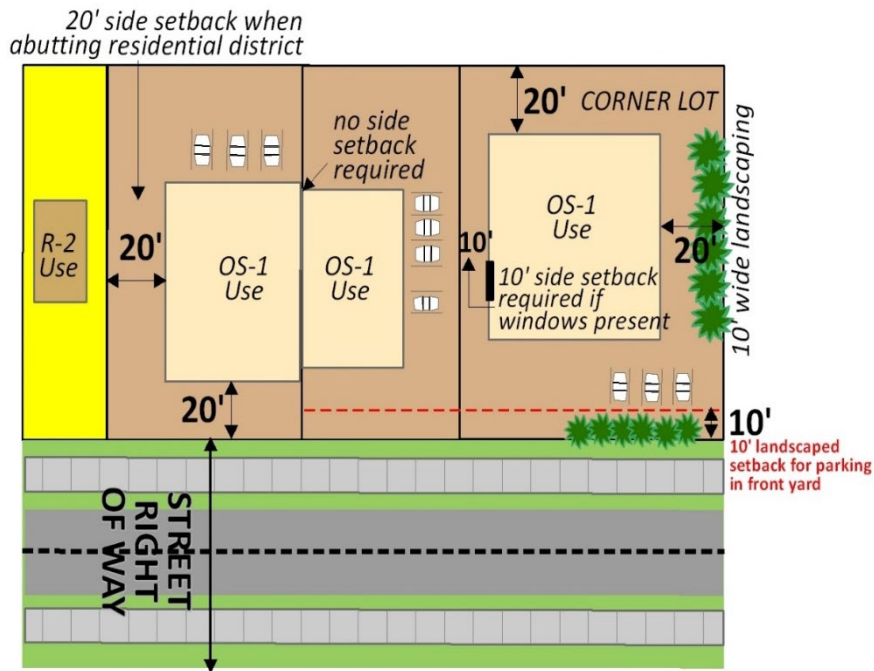 20' side setback when
abutting residential district
no side
setback
required
20'
CORNER LOT
10' wide landscaping
R-2
Use
20'
OS-1
Use
OS-1
Use
10'
10' side setback
required if
windows present
OS-1
Use
20'
20'
10'
10' landscaped
setback for parking
in front yard
STREET
RIGHT
OF WAY